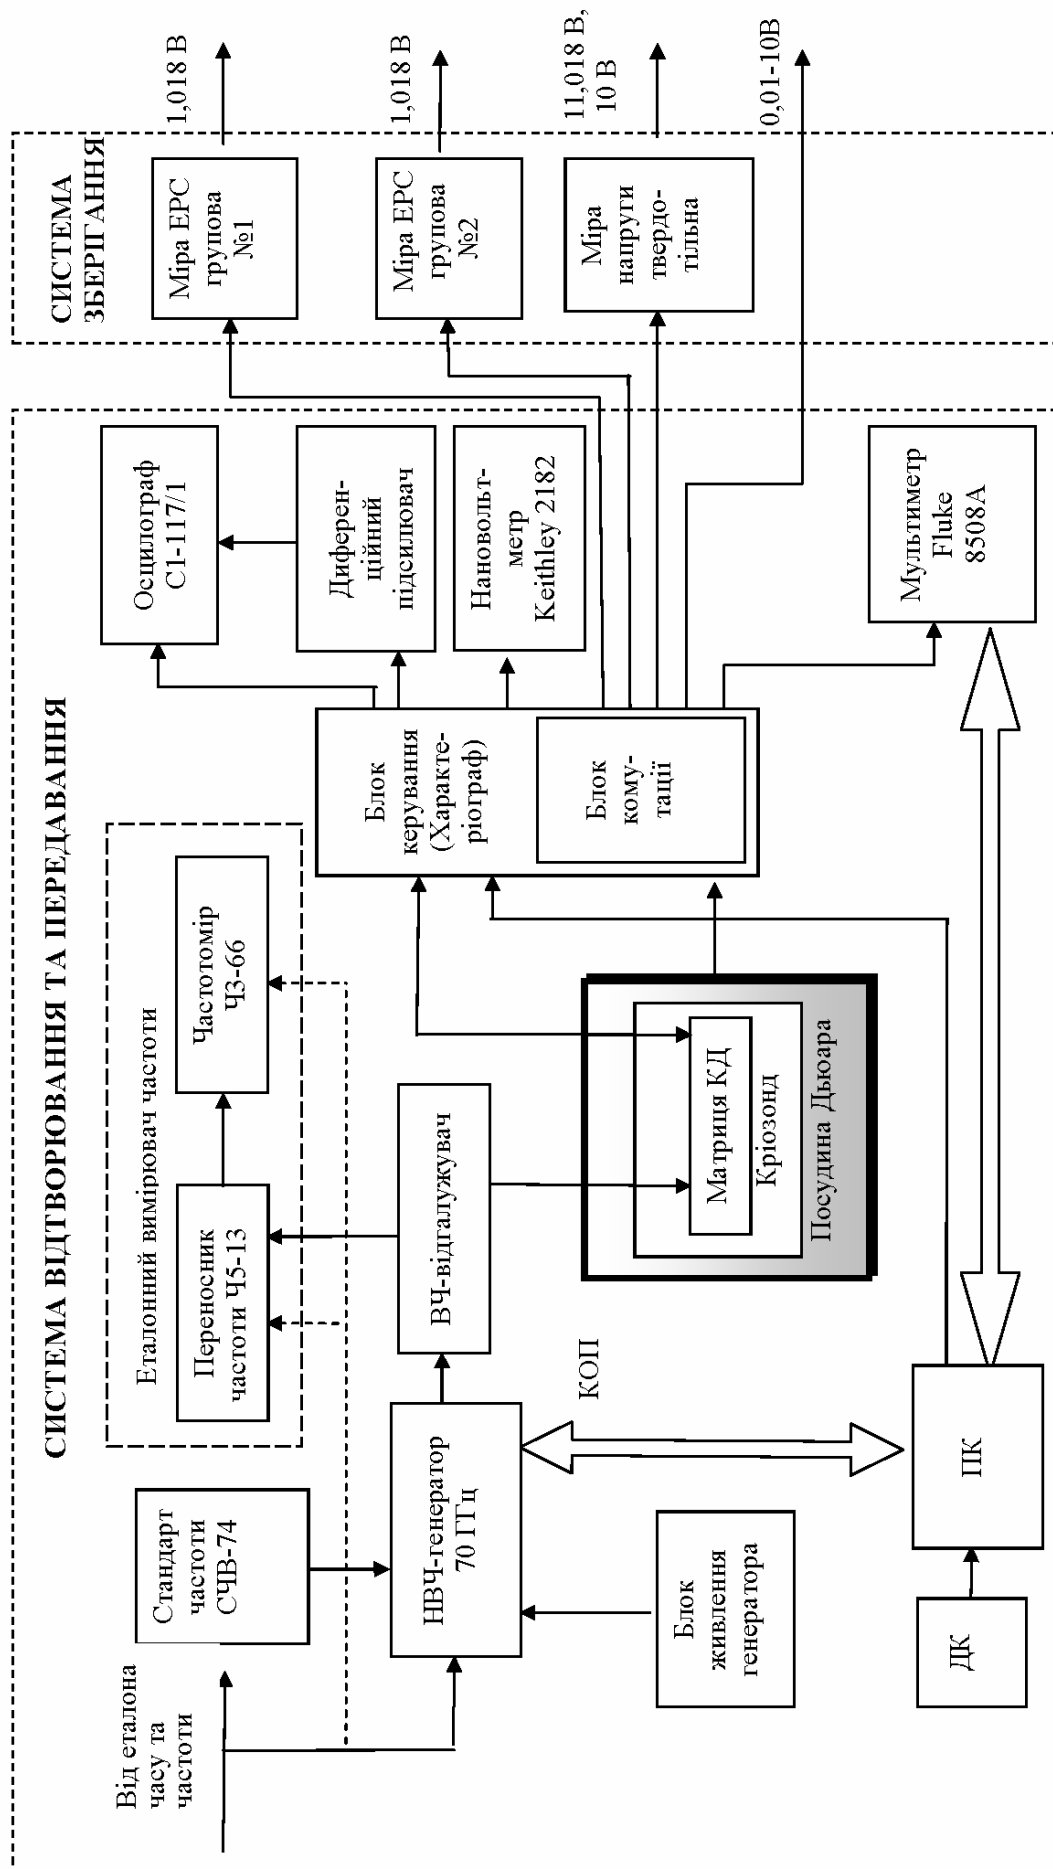 СИСТЕМА ВІДТВОРЮВАННЯ ТА ПЕРЕДАВАННЯ
СИСТЕМА
ЗБЕРІГАННЯ
Від еталона
часу та
частоти
Стандарт
частоти
СЧВ-74
Еталонний вимірювач частоти
Переносник
частоти Ч5-13
Частотомір
Ч3-66
Осцилограф
С1-117/1
Диферен-
ційний
підсилювач
Нановольт-
метр
Keithley 2182
Міра ЕРС
групова
№1
1,018 В
Міра ЕРС
групова
№2
1,018 В
Міра
напруги
твердо-
тільна
11,018 В,
10 В
0,01-10В
НВЧ-генератор
70 ГГц
ВЧ-відгалужувач
Блок
керування
(Характе-
ріограф)
Блок
кому-
тації
Матриця КД
Кріозонд
Посудина Дьюара
КОП
Блок
живлення
генератора
ДК
ПК
Мультиметр
Fluke
8508А